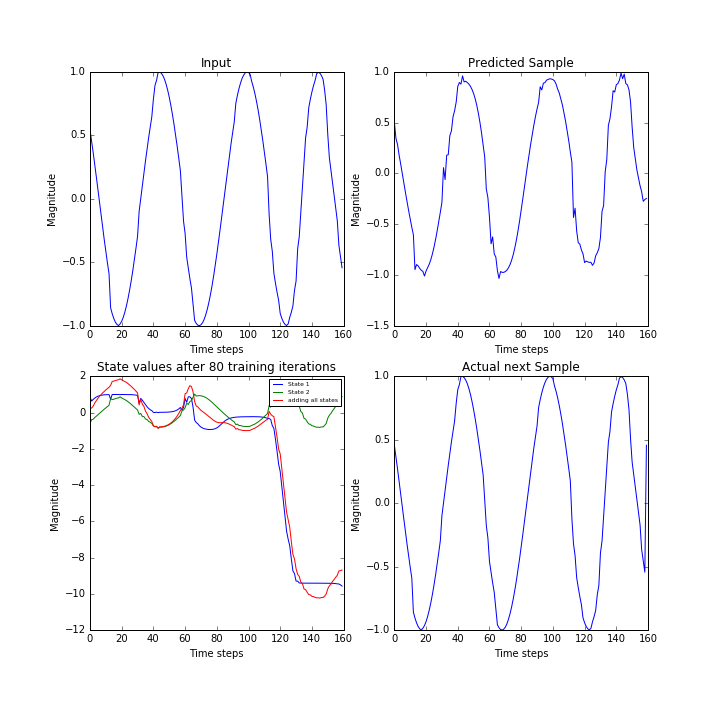 Input
1.0
0.5
0.0
−0.5
−1.0
Magnitude
0 20 40 60 80 100 120 140 160
Time steps
Predicted Sample
1.0
0.5
0.0
−0.5
−1.0
−1.5
Magnitude
0 20 40 60 80 100 120 140 160
Time steps
State values after 80 training iterations
2
0
−2
−4
−6
−8
−10
−12
Magnitude
State 1
State 2
adding all states
0 20 40 60 80 100 120 140 160
Time steps
Actual next Sample
1.0
0.5
0.0
−0.5
−1.0
Magnitude
0 20 40 60 80 100 120 140 160
Time steps